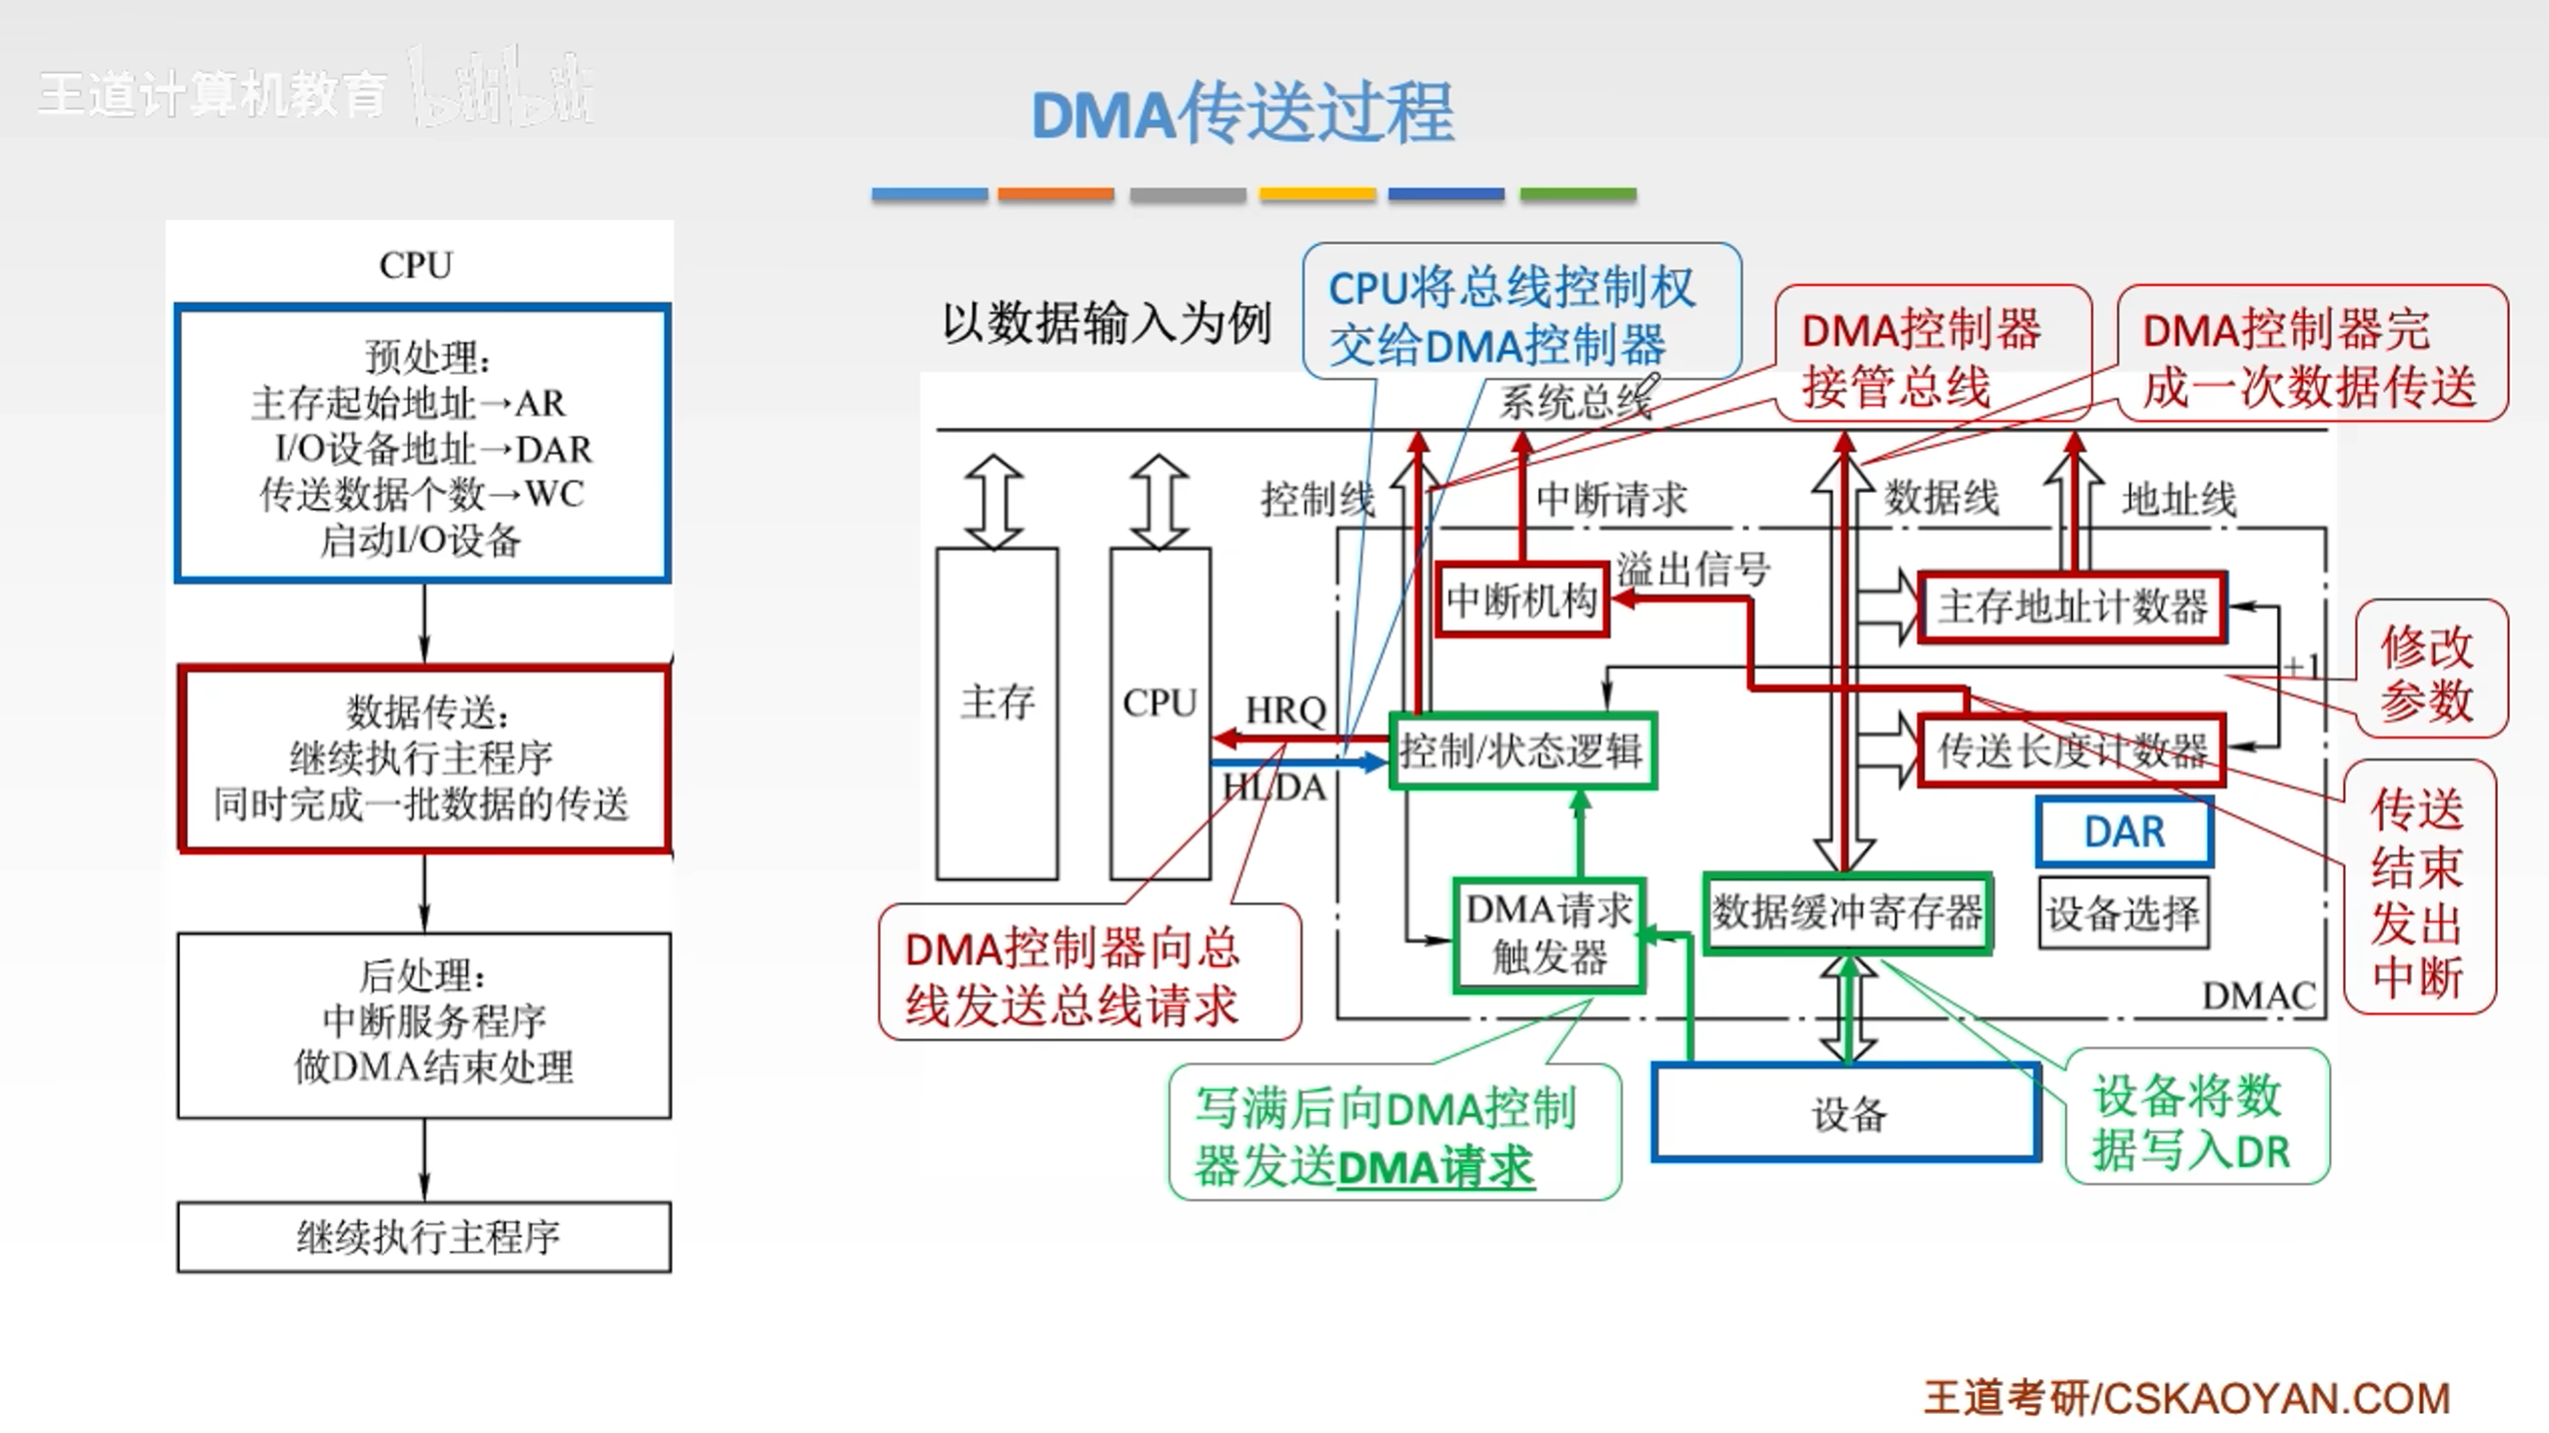 王道计算机教育 bilibili
DMA传送过程
CPU
预处理：
主存起始地址→AR
I/O设备地址→DAR
传送数据个数→WC
启动I/O设备
数据传送：
继续执行主程序
同时完成一批数据的传送
后处理：
中断服务程序
做DMA结束处理
继续执行主程序
以数据输入为例
CPU将总线控制权
交给DMA控制器
DMA控制器
接管总线
DMA控制器完
成一次数据传送
系统总线
控制线
中断请求
数据线
地址线
中断机构
溢出信号
主存地址计数器
+1
修改
参数
主存
CPU
HRQ
HLDA
控制/状态逻辑
传送长度计数器
DAR
传送
结束
发出
中断
DMA请求
触发器
数据缓冲寄存器
设备选择
DMAC
DMA控制器向总
线发送总线请求
写满后向DMA控制
器发送DMA请求
设备
设备将数
据写入DR
王道考研/CSKAOYAN.COM